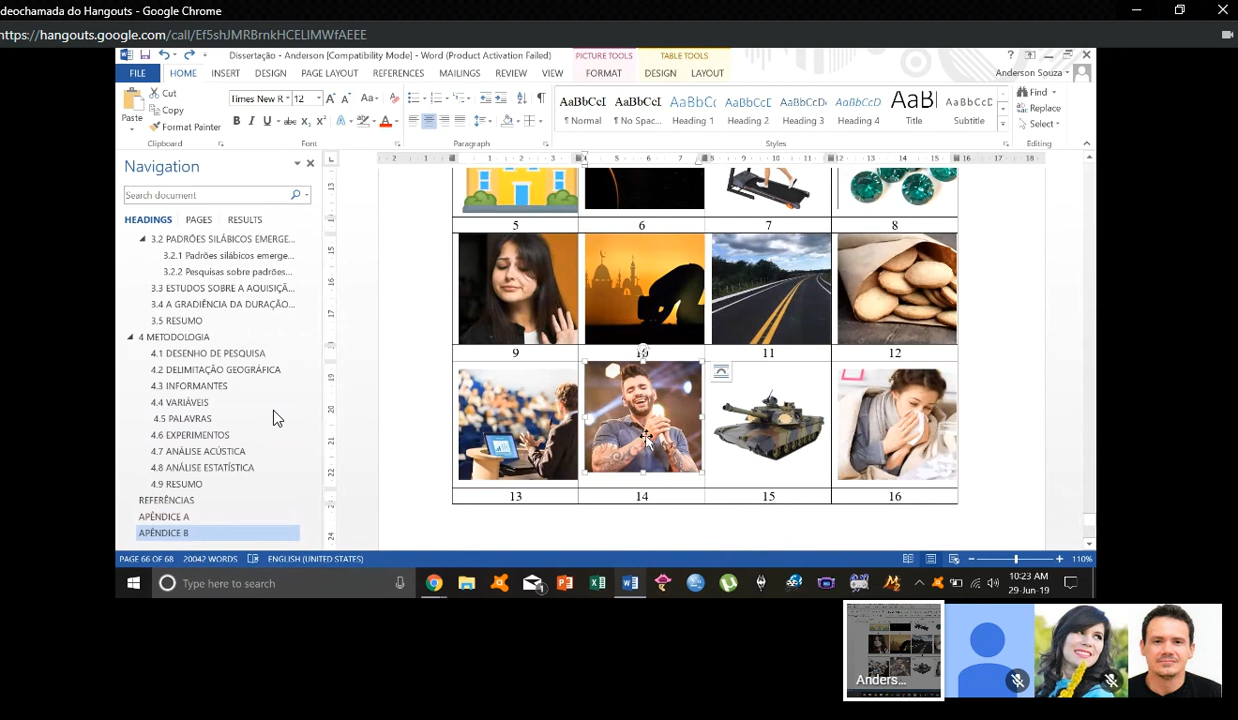 deochamada do Hangouts - Google Chrome
https://hangouts.google.com/call/Ef5shJMRBrnkHCELIMWfAEEE
Dissertação - Anderson [Compatibility Mode] - Word (Product Activation Failed)
PICTURE TOOLS
TABLE TOOLS
FILE
HOME
INSERT
DESIGN
PAGE LAYOUT
REFERENCES
MAILINGS
REVIEW
VIEW
FORMAT
DESIGN
LAYOUT
Anderson Souza
Paste
Cut
Copy
Format Painter
Clipboard
Times New R
12
Font
Paragraph
AaBbCcI
¶ Normal
AaBbCcI
¶ No Spac...
AaBbCc
Heading 1
AaBbCcI
Heading 2
AaBbCcI
Heading 3
AaBbCcI
Heading 4
AaB
Title
AaBbCcI
Subtitle
Styles
Find
Replace
Select
Editing
Navigation
Search document
HEADINGS
PAGES
RESULTS
3.2 PADRÕES SILÁBICOS EMERGE...
3.2.1 Padrões silábicos emerge...
3.2.2 Pesquisas sobre padrões...
3.3 ESTUDOS SOBRE A AQUISIÇÃ...
3.4 A GRADIÊNCIA DA DURAÇÃO...
3.5 RESUMO
4 METODOLOGIA
4.1 DESENHO DE PESQUISA
4.2 DELIMITAÇÃO GEOGRÁFICA
4.3 INFORMANTES
4.4 VARIÁVEIS
4.5 PALAVRAS
4.6 EXPERIMENTOS
4.7 ANÁLISE ACÚSTICA
4.8 ANÁLISE ESTATÍSTICA
4.9 RESUMO
REFERÊNCIAS
APÊNDICE A
APÊNDICE B
5 6 7 8
9 10 11 12
13 14 15 16
PAGE 66 OF 68 20042 WORDS ENGLISH (UNITED STATES)
110%
Type here to search
10:23 AM
29-Jun-19
Anders...